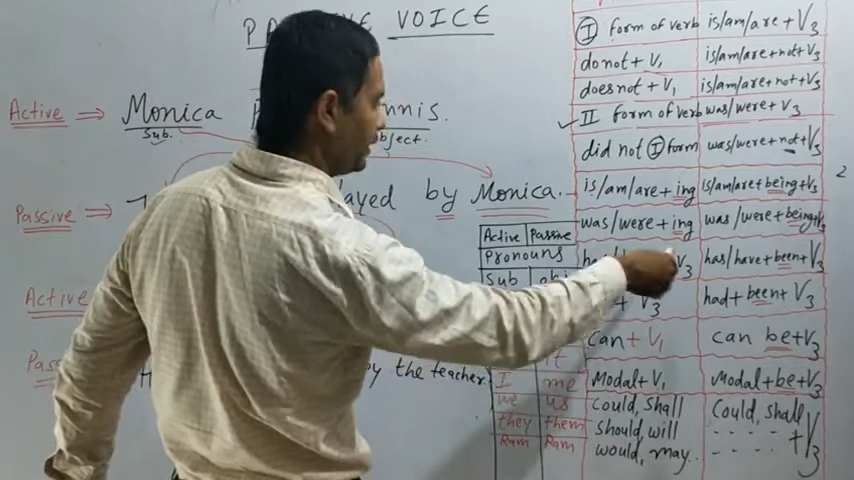 VOICE
Active ⇒ Monica
Sub.
Passive ⇒ by Monica.
Active
by the teacher.
I form of verb is/am/are + V3
do not + V1 is/am/are + not + V3
does not + V1 is/am/are + not + V3
II form of verb was/were + V3
did not I form was/were + not + V3
is/am/are + ing is/am/are + being + V3
was/were + ing was/were + being + V3
V3 has/have + been + V3
+ V3 had + been + V3
Can + V1 can be + V3
Modal + V1 Modal + be + V3
Could, Shall Could, Shall
Should, will
would, may..
+ V3
Active Passive
Pronouns
Sub
it
I me
we us
they them
Ram Ram
2